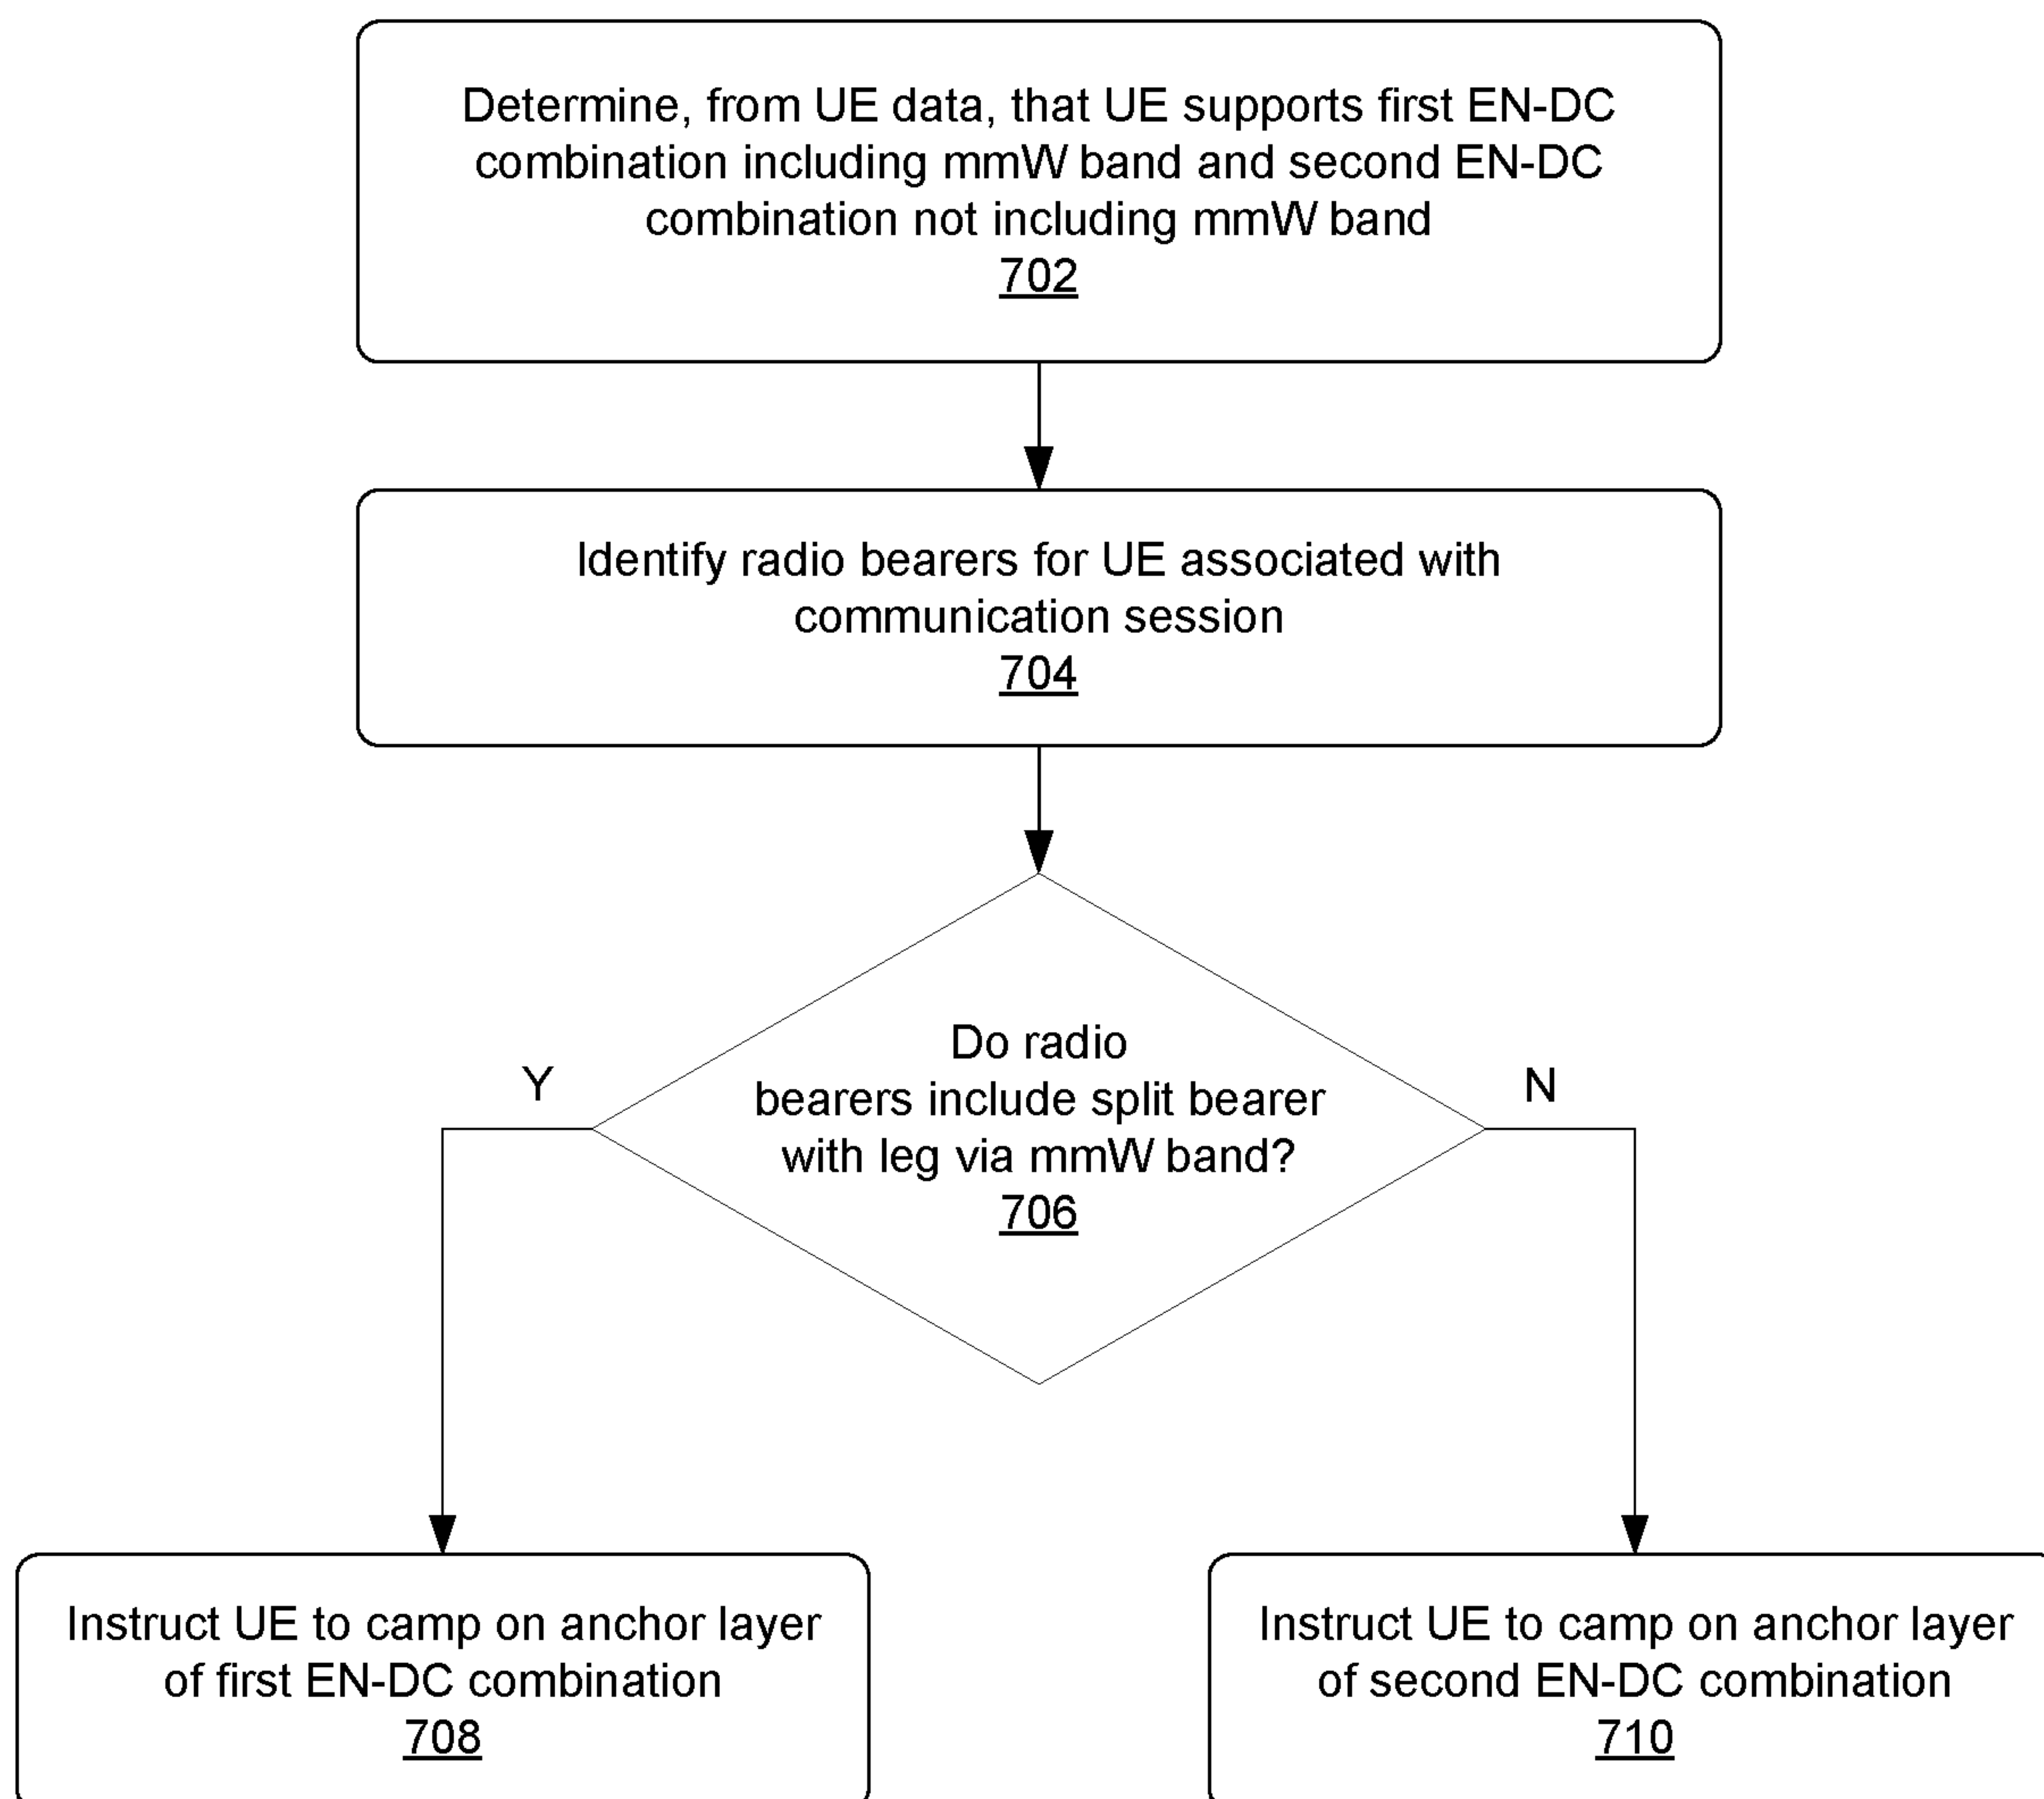 Determine, from UE data, that UE supports first EN-DC
combination including mmW band and second EN-DC
combination not including mmW band
702
Identify radio bearers for UE associated with
communication session
704
Do radio
bearers include split bearer
with leg via mmW band?
706
Y
N
Instruct UE to camp on anchor layer
of first EN-DC combination
708
Instruct UE to camp on anchor layer
of second EN-DC combination
710